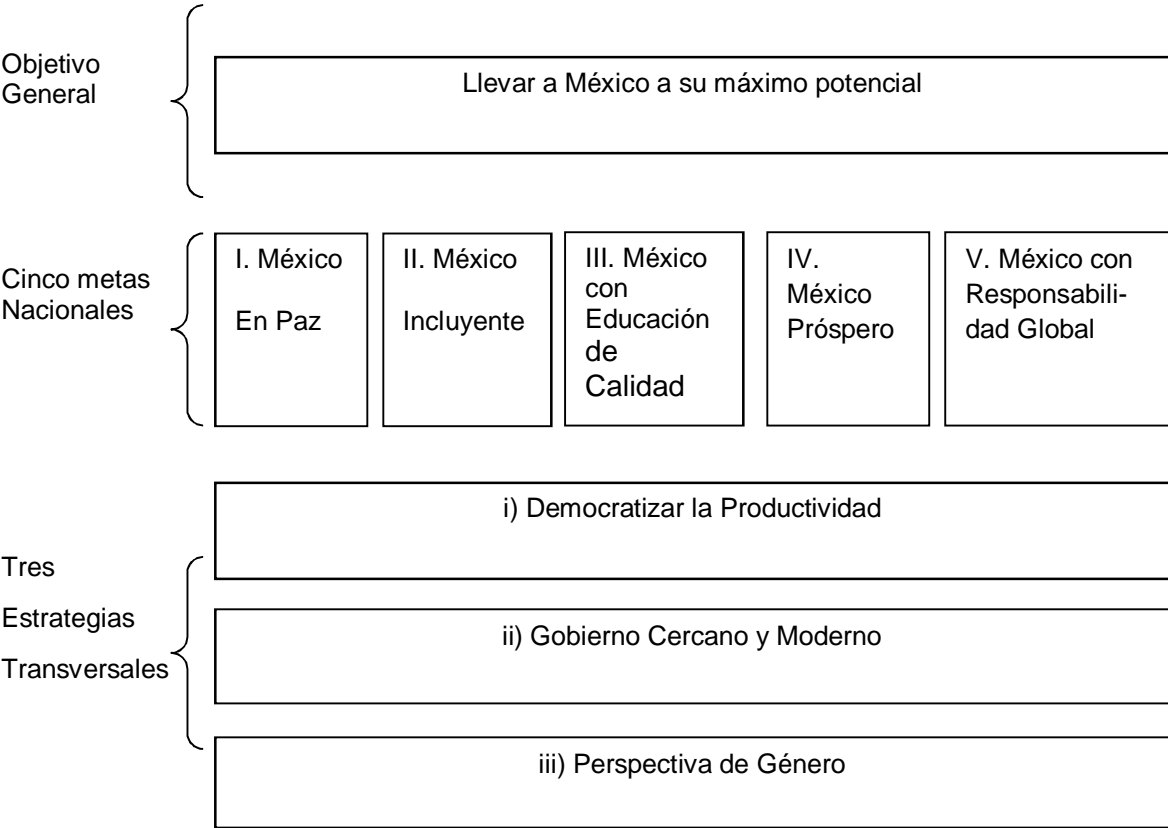 Objetivo
General
Llevar a México a su máximo potencial
Cinco metas
Nacionales
I. México
En Paz
II. México
Incluyente
III. México
con
Educación
de
Calidad
IV.
México
Próspero
V. México con
Responsabili-
dad Global
Tres
Estrategias
Transversales
i) Democratizar la Productividad
ii) Gobierno Cercano y Moderno
iii) Perspectiva de Género